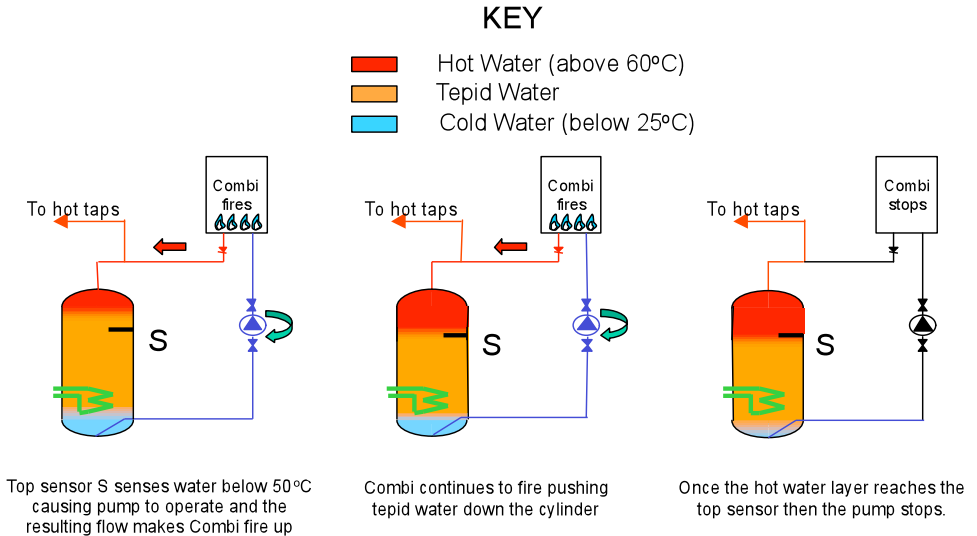 KEY
Hot Water (above 60ºC)
Tepid Water
Cold Water (below 25ºC)
Combi
fires
To hot taps
S
Top sensor S senses water below 50ºC
causing pump to operate and the
resulting flow makes Combi fire up
Combi
fires
To hot taps
S
Combi continues to fire pushing
tepid water down the cylinder
Combi
stops
To hot taps
S
Once the hot water layer reaches the
top sensor then the pump stops.